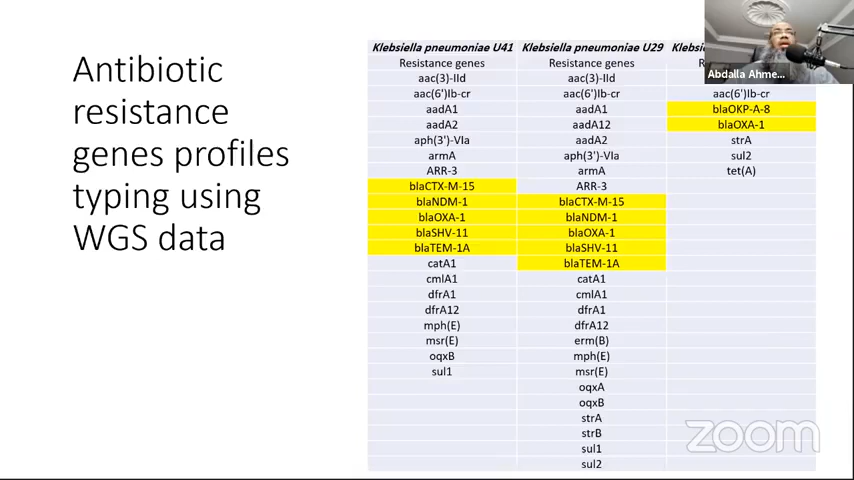 Antibiotic
resistance
genes profiles
typing using
WGS data
Klebsiella pneumoniae U41
Resistance genes
aac(3)-IId
aac(6')Ib-cr
aadA1
aadA2
aph(3')-VIa
armA
ARR-3
blaCTX-M-15
blaNDM-1
blaOXA-1
blaSHV-11
blaTEM-1A
catA1
cmlA1
dfrA1
dfrA12
mph(E)
msr(E)
oqxB
sul1
Klebsiella pneumoniae U29
Resistance genes
aac(3)-IId
aac(6')Ib-cr
aadA1
aadA12
aadA2
aph(3')-VIa
armA
ARR-3
blaCTX-M-15
blaNDM-1
blaOXA-1
blaSHV-11
blaTEM-1A
catA1
cmlA1
dfrA1
dfrA12
erm(B)
mph(E)
msr(E)
oqxA
oqxB
strA
strB
sul1
sul2
aac(6')Ib-cr
blaOKP-A-8
blaOXA-1
strA
sul2
tet(A)
Abdalla Ahme...
zoom